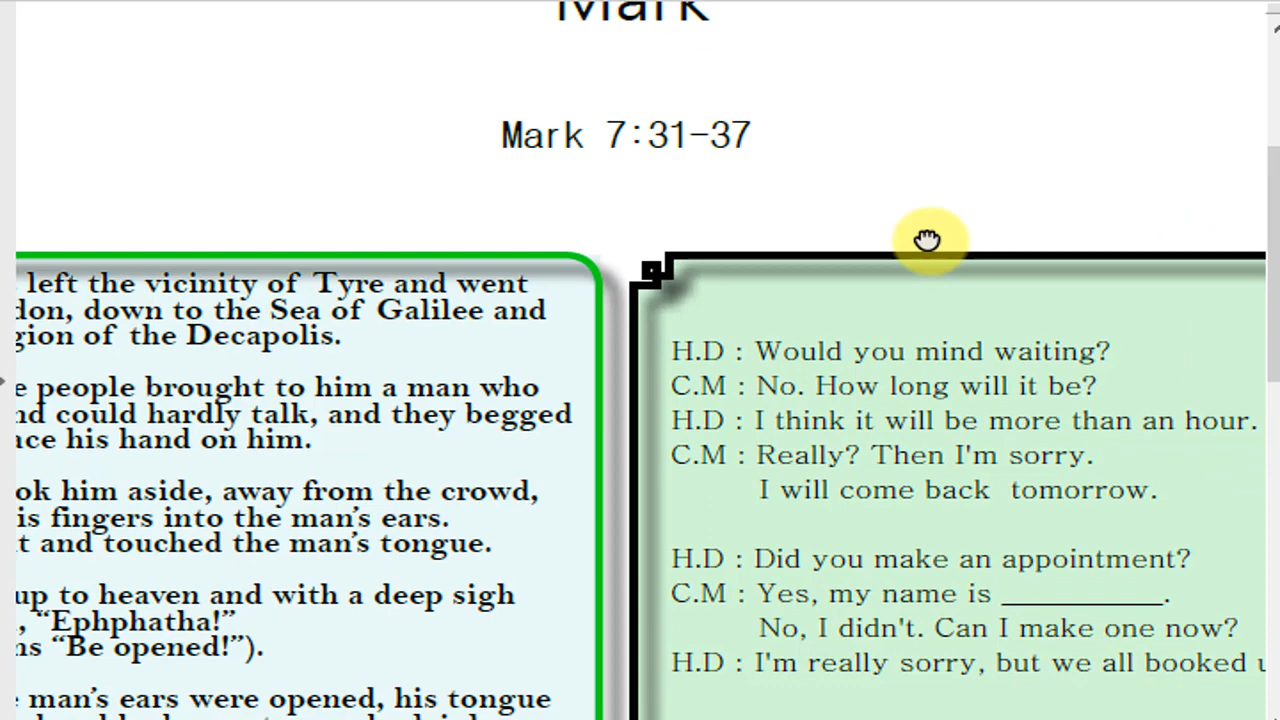 Mark
Mark 7:31-37
left the vicinity of Tyre and went
don, down to the Sea of Galilee and
gion of the Decapolis.
people brought to him a man who
nd could hardly talk, and they begged
ace his hand on him.
ok him aside, away from the crowd,
is fingers into the man's ears.
t and touched the man's tongue.
up to heaven and with a deep sigh
, “Ephphatha!”
ns “Be opened!”).
man's ears were opened, his tongue
H.D : Would you mind waiting?
C.M : No. How long will it be?
H.D : I think it will be more than an hour.
C.M : Really? Then I'm sorry.
I will come back tomorrow.
H.D : Did you make an appointment?
C.M : Yes, my name is __________.
No, I didn't. Can I make one now?
H.D : I'm really sorry, but we all booked u